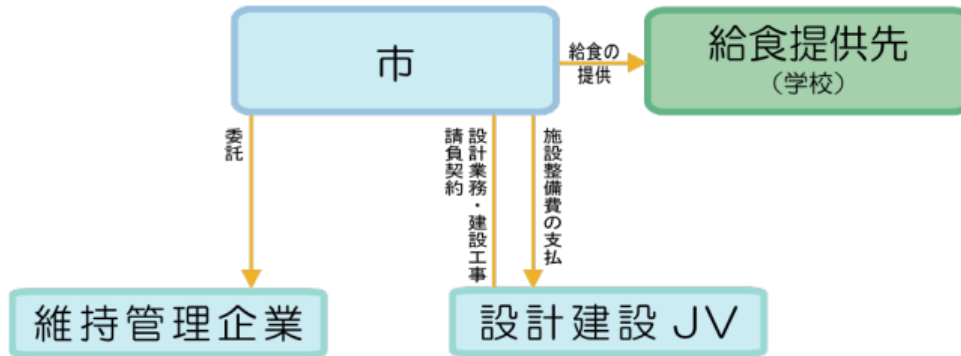 市
給食の
提供
給食提供先
（学校）
委託
設計業務・建設工事
請負契約
施設整備費の支払
維持管理企業
設計建設 JV